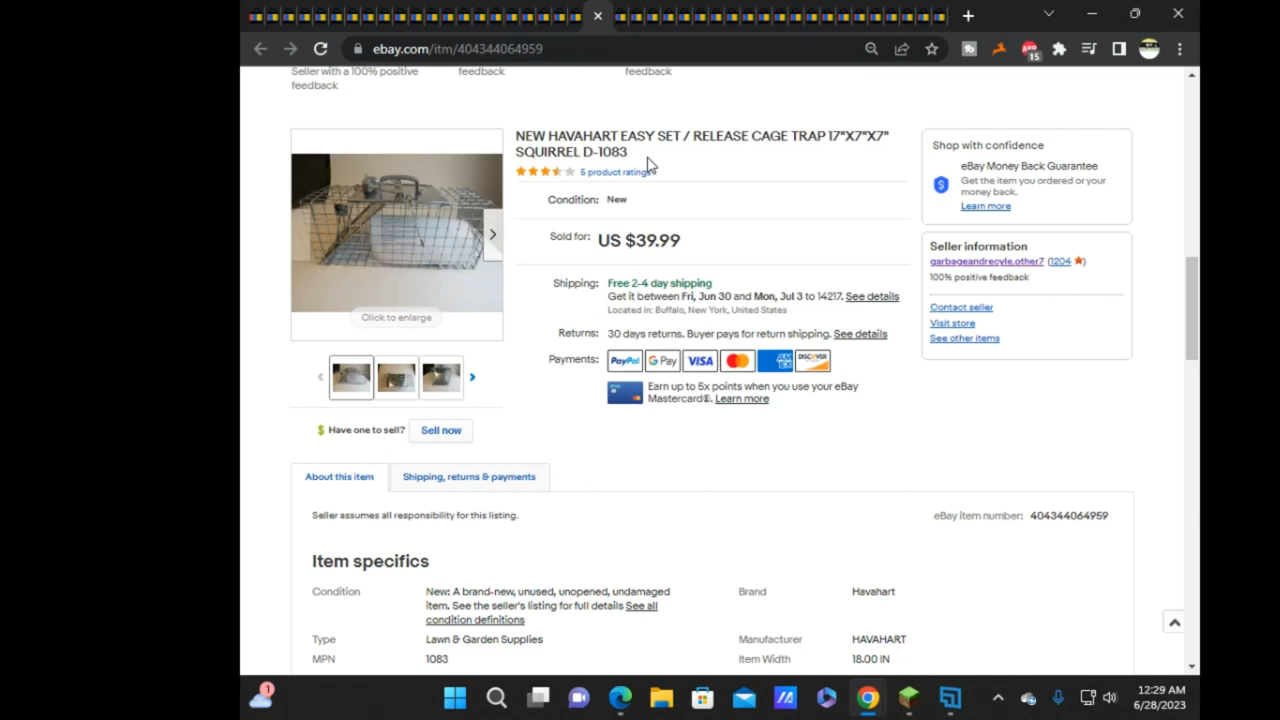 ebay.com/itm/404344064959
15
Seller with a 100% positive
feedback
feedback
feedback
NEW HAVAHART EASY SET / RELEASE CAGE TRAP 17"X7"X7"
SQUIRREL D-1083
5 product ratings
Condition: New
Sold for: US $39.99
Shipping: Free 2-4 day shipping
Get it between Fri, Jun 30 and Mon, Jul 3 to 14217. See details
Located in: Buffalo, New York, United States
Returns: 30 days returns. Buyer pays for return shipping. See details
Payments: PayPal G Pay VISA AM EX DISCOVER
Earn up to 5x points when you use your eBay
Mastercard®. Learn more
Click to enlarge
Have one to sell? Sell now
Shop with confidence
eBay Money Back Guarantee
Get the item you ordered or your
money back.
Learn more
Seller information
garbageandrecyle.other7 (1204 )
100% positive feedback
Contact seller
Visit store
See other items
About this item
Shipping, returns & payments
Seller assumes all responsibility for this listing.
eBay item number: 404344064959
Item specifics
Condition
New: A brand-new, unused, unopened, undamaged
item. See the seller's listing for full details See all
condition definitions
Brand
Havahart
Type
Lawn & Garden Supplies
Manufacturer
HAVAHART
MPN
1083
Item Width
18.00 IN
1
12:29 AM
6/28/2023